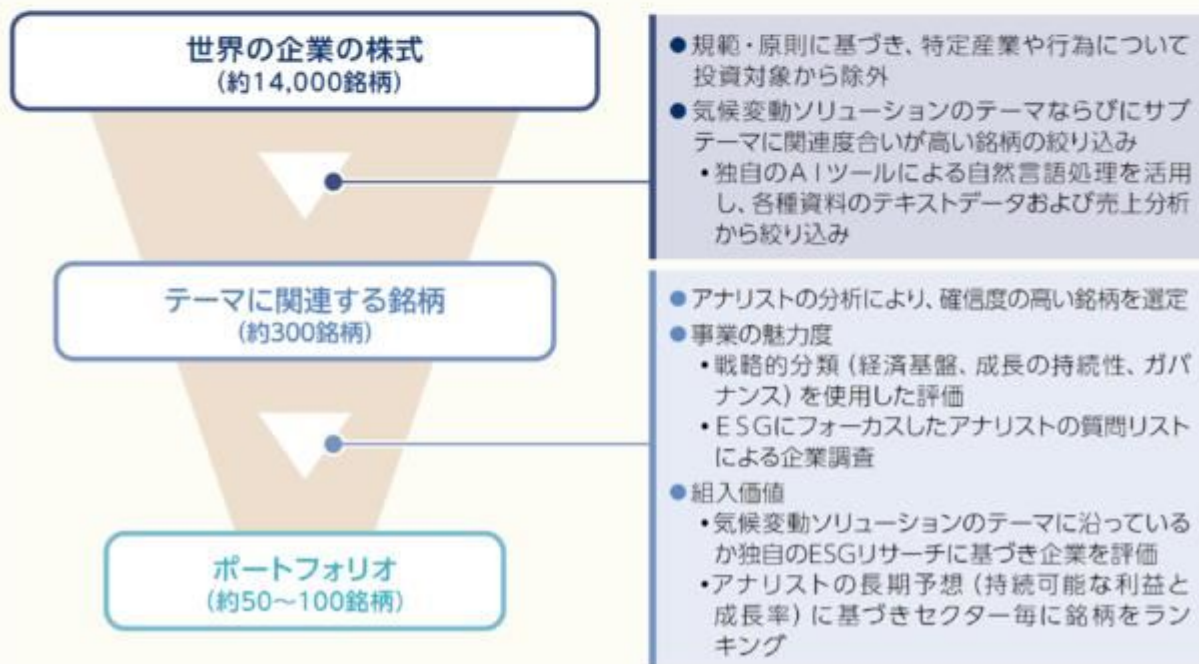 世界の企業の株式
(約14,000銘柄)
●規範・原則に基づき、特定産業や行為について
投資対象から除外
●気候変動ソリューションのテーマならびにサブ
テーマに関連度合いが高い銘柄の絞り込み
•独自のAIツールによる自然言語処理を活用
し、各種資料のテキストデータおよび売上分析
から絞り込み
テーマに関連する銘柄
(約300銘柄)
●アナリストの分析により、確信度の高い銘柄を選定
●事業の魅力度
•戦略的分類(経済基盤、成長の持続性、ガバ
ナンス)を使用した評価
•ESGにフォーカスしたアナリストの質問リスト
による企業調査
●組入価値
•気候変動ソリューションのテーマに沿っている
か独自のESGリサーチに基づき企業を評価
•アナリストの長期予想(持続可能な利益と
成長率)に基づきセクター毎に銘柄をラン
キング
ポートフォリオ
(約50～100銘柄)